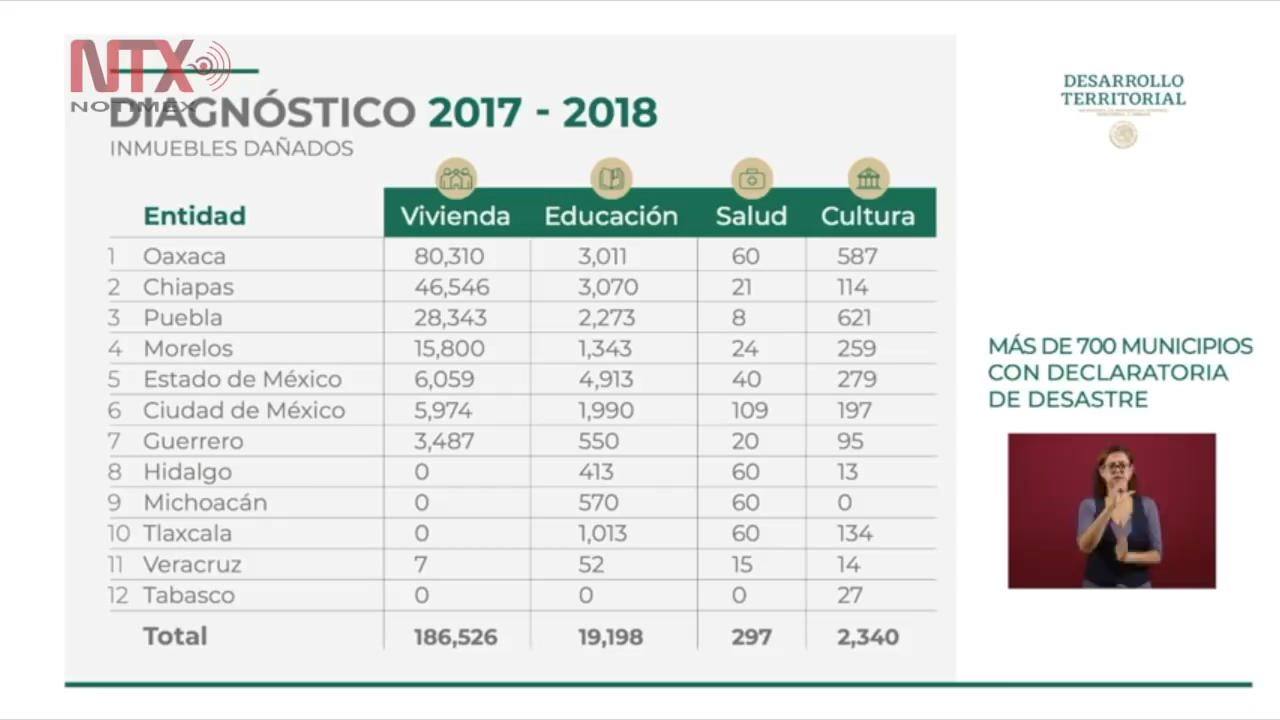 NTX
NOTIMEX
DIAGNÓSTICO 2017 - 2018
INMUEBLES DAÑADOS
DESARROLLO
TERRITORIAL
Entidad Vivienda Educación Salud Cultura
1 Oaxaca 80,310 3,011 60 587
2 Chiapas 46,546 3,070 21 114
3 Puebla 28,343 2,273 8 621
4 Morelos 15,800 1,343 24 259
5 Estado de México 6,059 4,913 40 279
6 Ciudad de México 5,974 1,990 109 197
7 Guerrero 3,487 550 20 95
8 Hidalgo 0 413 60 13
9 Michoacán 0 570 60 0
10 Tlaxcala 0 1,013 60 134
11 Veracruz 7 52 15 14
12 Tabasco 0 0 0 27
Total 186,526 19,198 297 2,340
MÁS DE 700 MUNICIPIOS
CON DECLARATORIA
DE DESASTRE